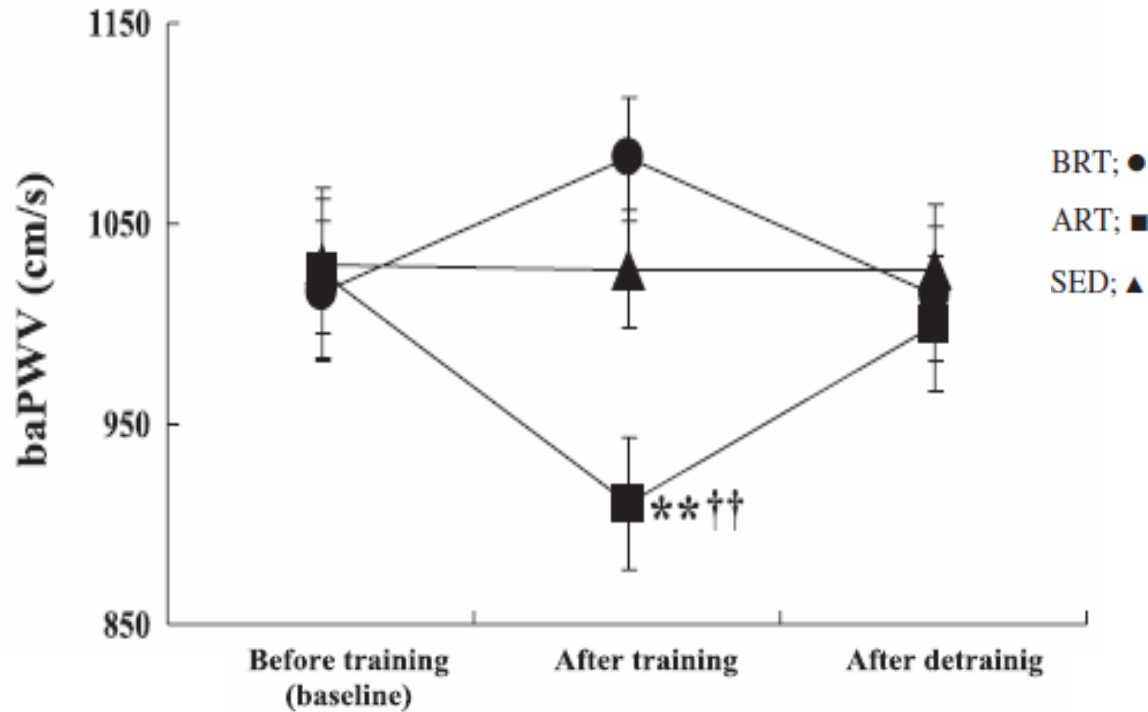 1150
1050
950
850
baPWV (cm/s)
BRT; ●
ART; ■
SED; ▲
**††
Before training
(baseline)
After training
After detrainig